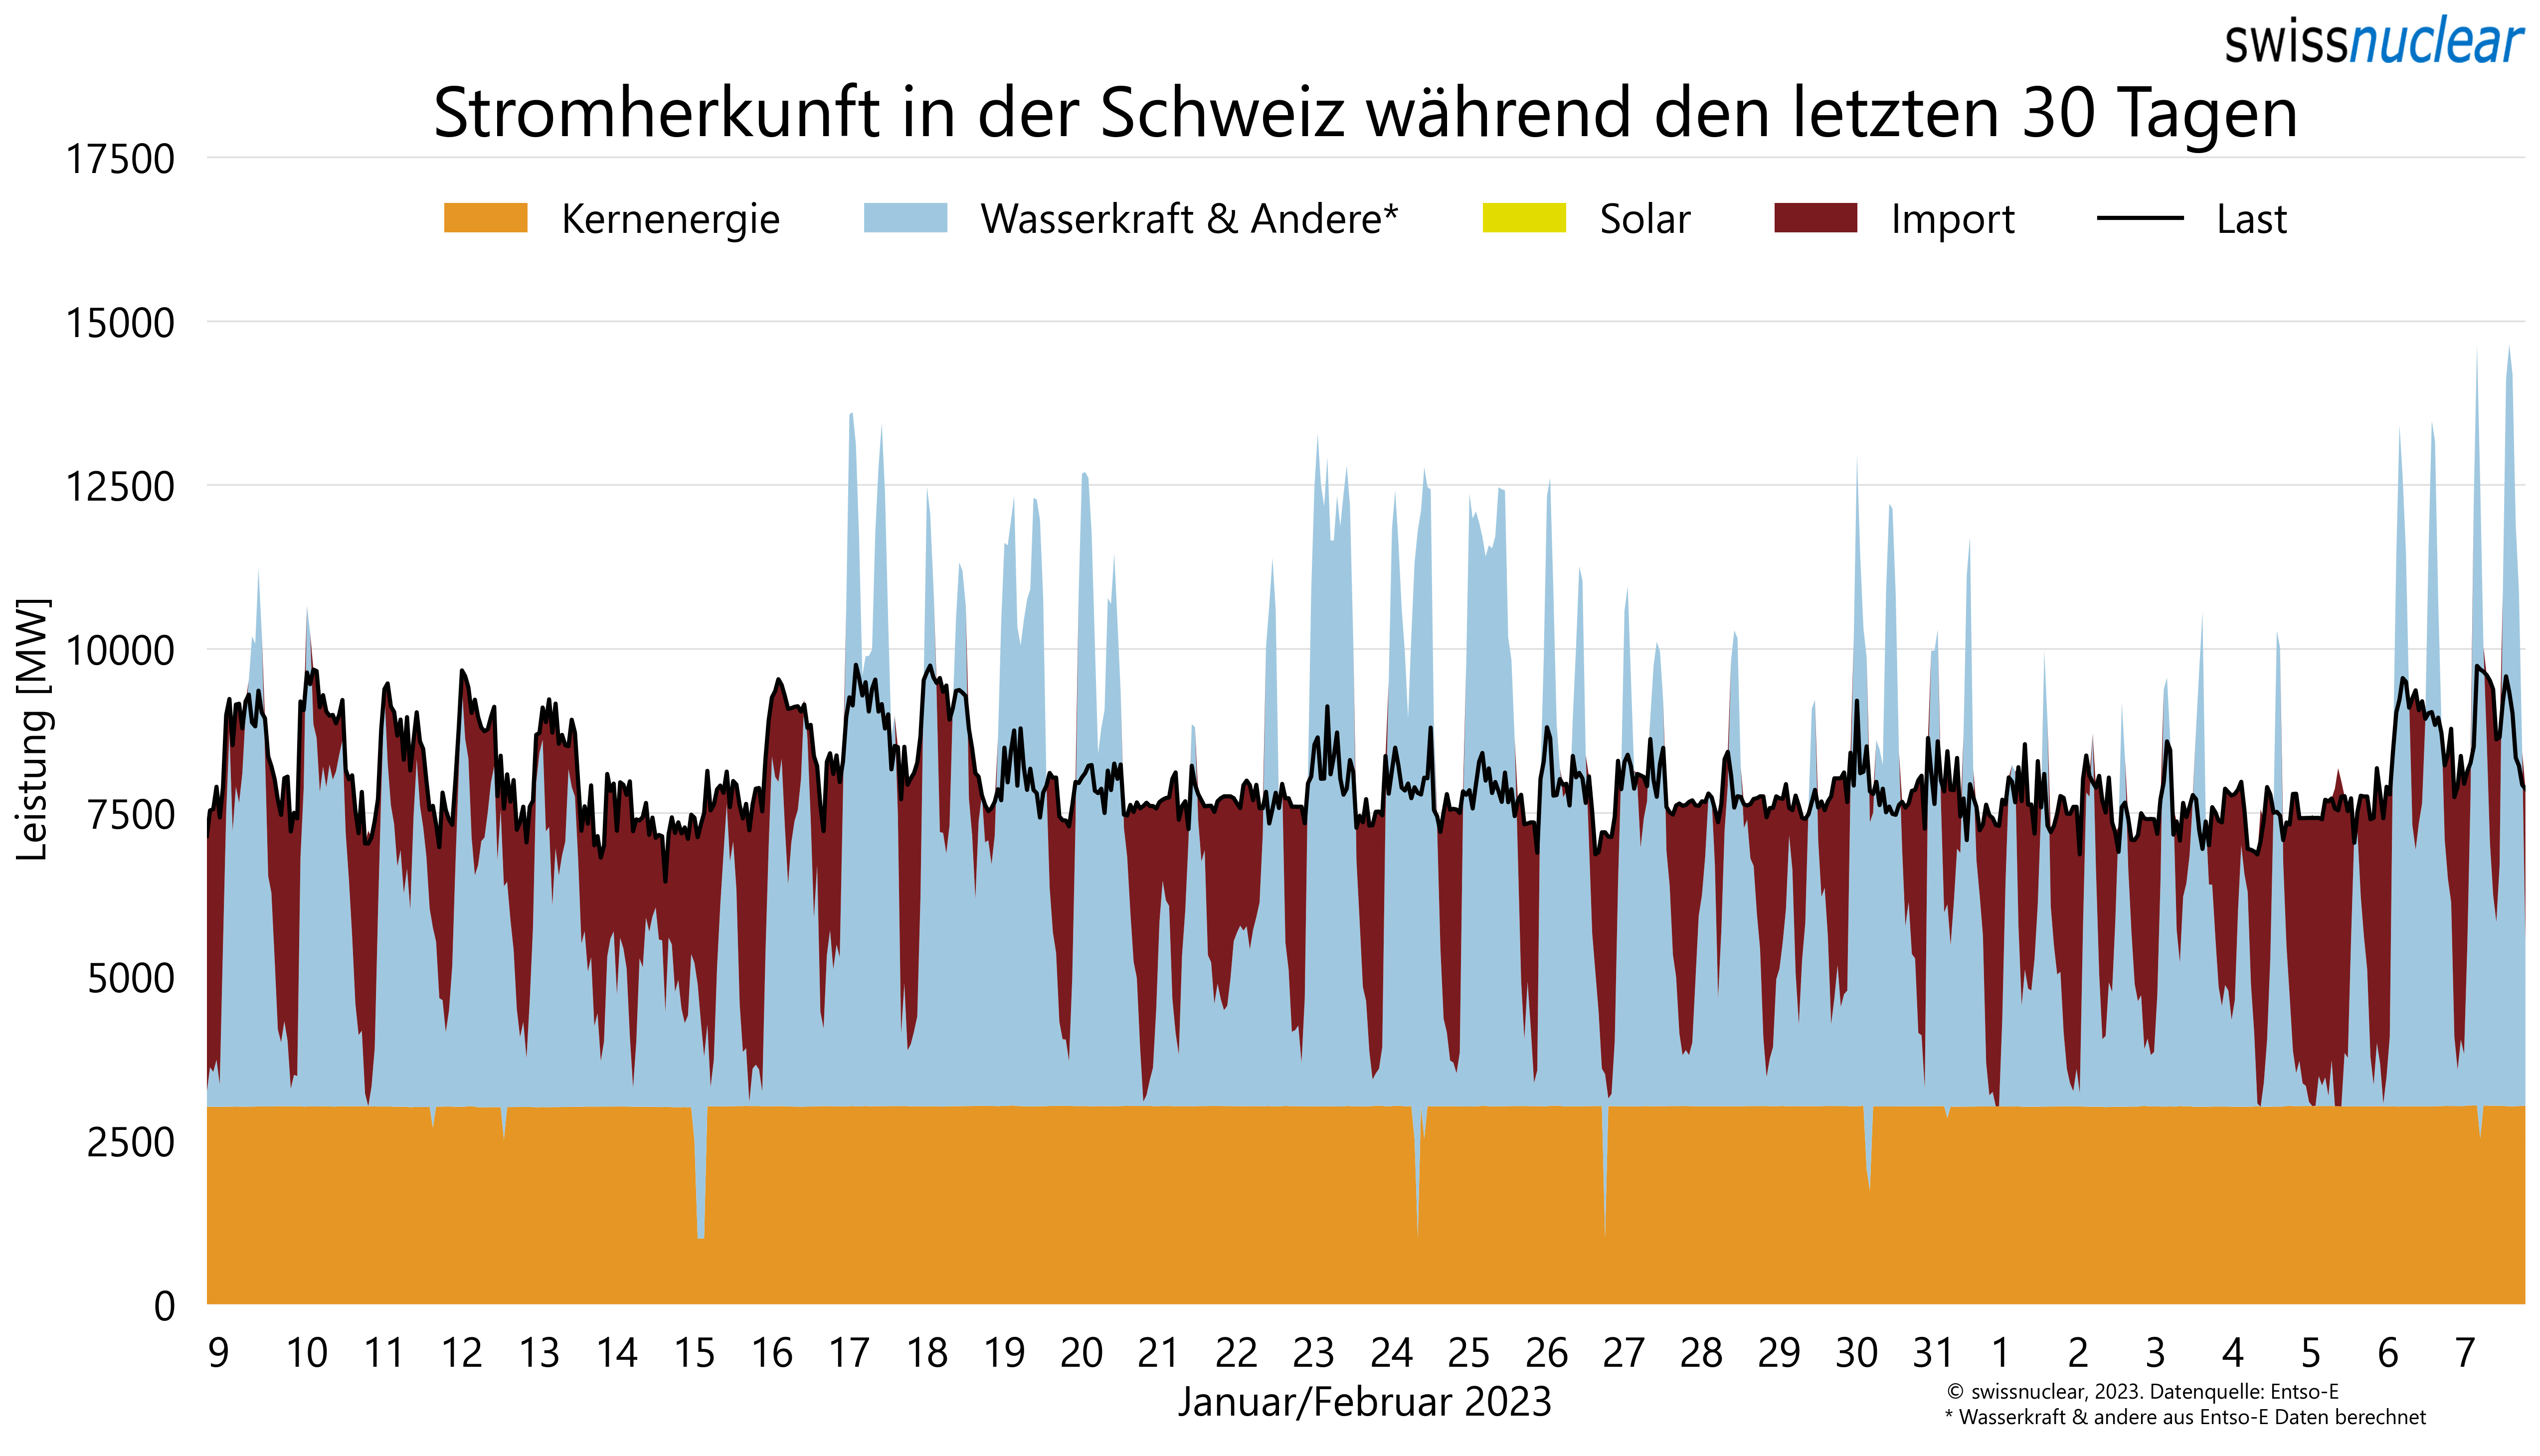 swissnuclear
Stromherkunft in der Schweiz während den letzten 30 Tagen
17500
Kernenergie Wasserkraft & Andere* Solar Import Last
15000
12500
10000
7500
5000
2500
0
Leistung [MW]
9 10 11 12 13 14 15 16 17 18 19 20 21 22 23 24 25 26 27 28 29 30 31 1 2 3 4 5 6 7
Januar/Februar 2023
© swissnuclear, 2023. Datenquelle: Entso-E
* Wasserkraft & andere aus Entso-E Daten berechnet